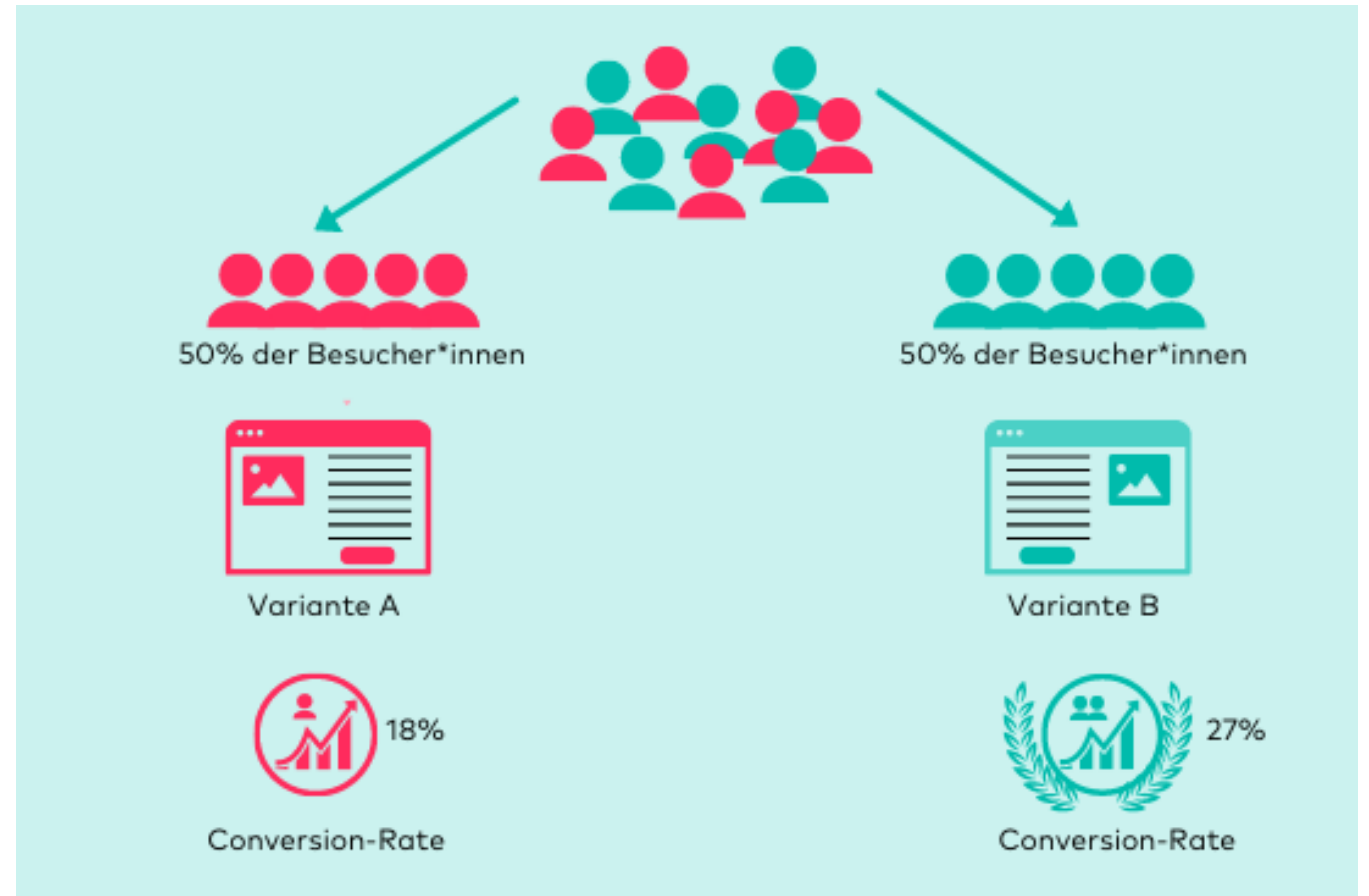 50% der Besucher*innen
50% der Besucher*innen
Variante A
Variante B
18%
27%
Conversion-Rate
Conversion-Rate